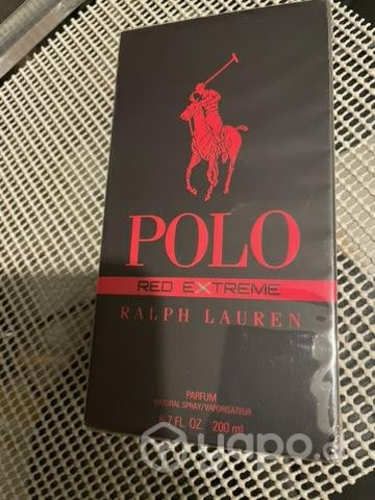 POLO
RED EXTREME
RALPH LAUREN
PARFUM
NATURAL SPRAY/VAPORISATEUR
6.7 FL. OZ. 200 ml
yapo.cl